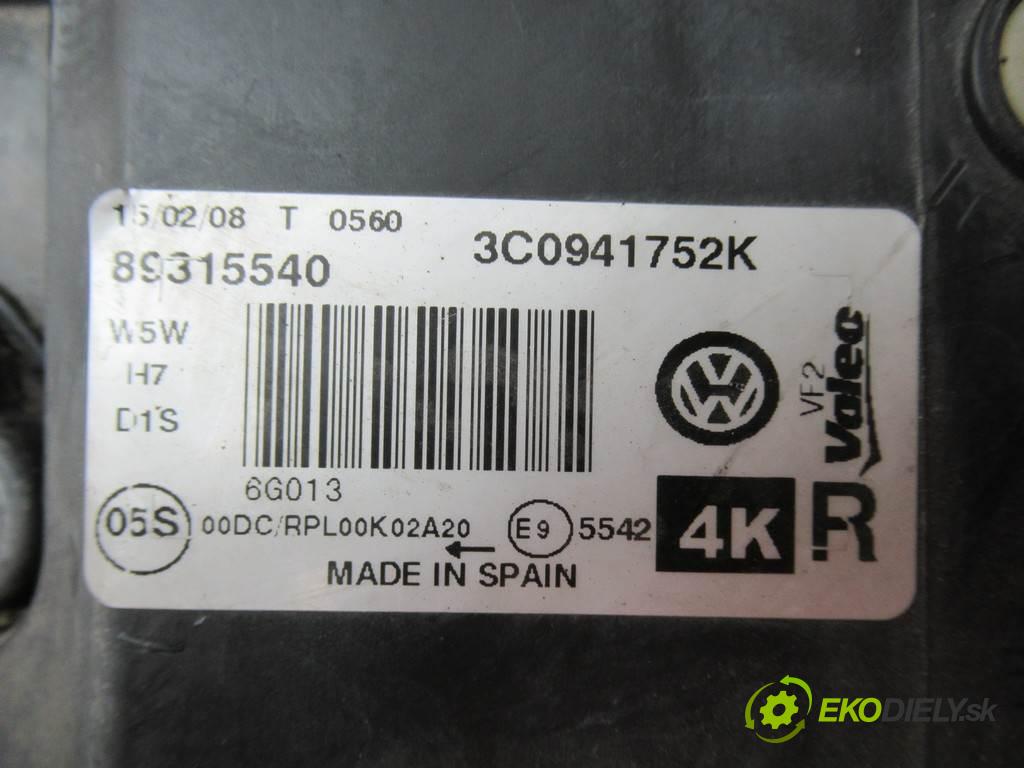 15/02/08 T 0560
89315540
3C0941752K
W5W
H7
D1S
6G013
VF2
Valeo
05S
00DC/RPL00K02A20
E9
5542
4K
R
MADE IN SPAIN
EKODIELY.sk